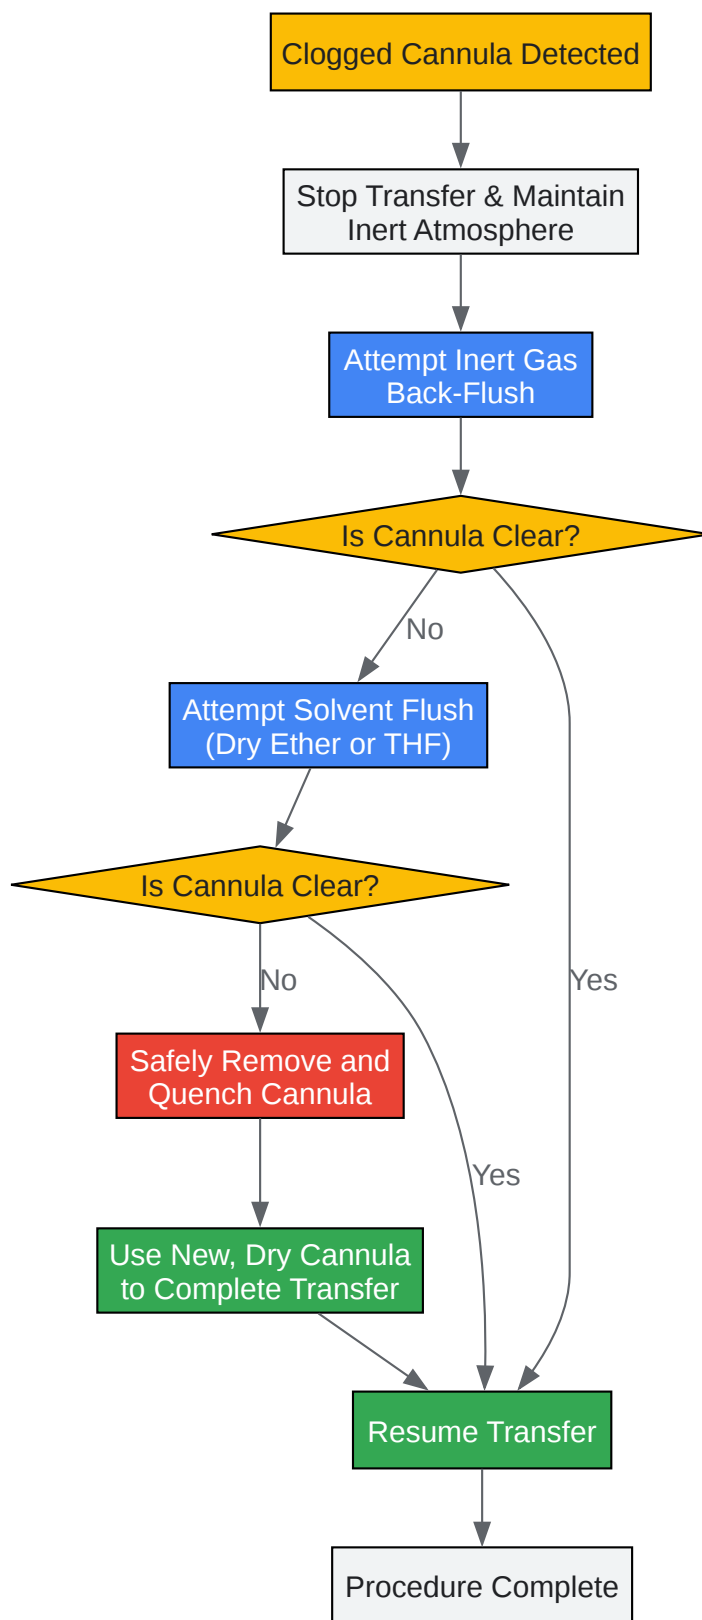 Clogged Cannula Detected
Stop Transfer & Maintain
Inert Atmosphere
Attempt Inert Gas
Back-Flush
Is Cannula Clear?
No
Attempt Solvent Flush
(Dry Ether or THF)
Is Cannula Clear?
No
Yes
Safely Remove and
Quench Cannula
Yes
Use New, Dry Cannula
to Complete Transfer
Resume Transfer
Procedure Complete